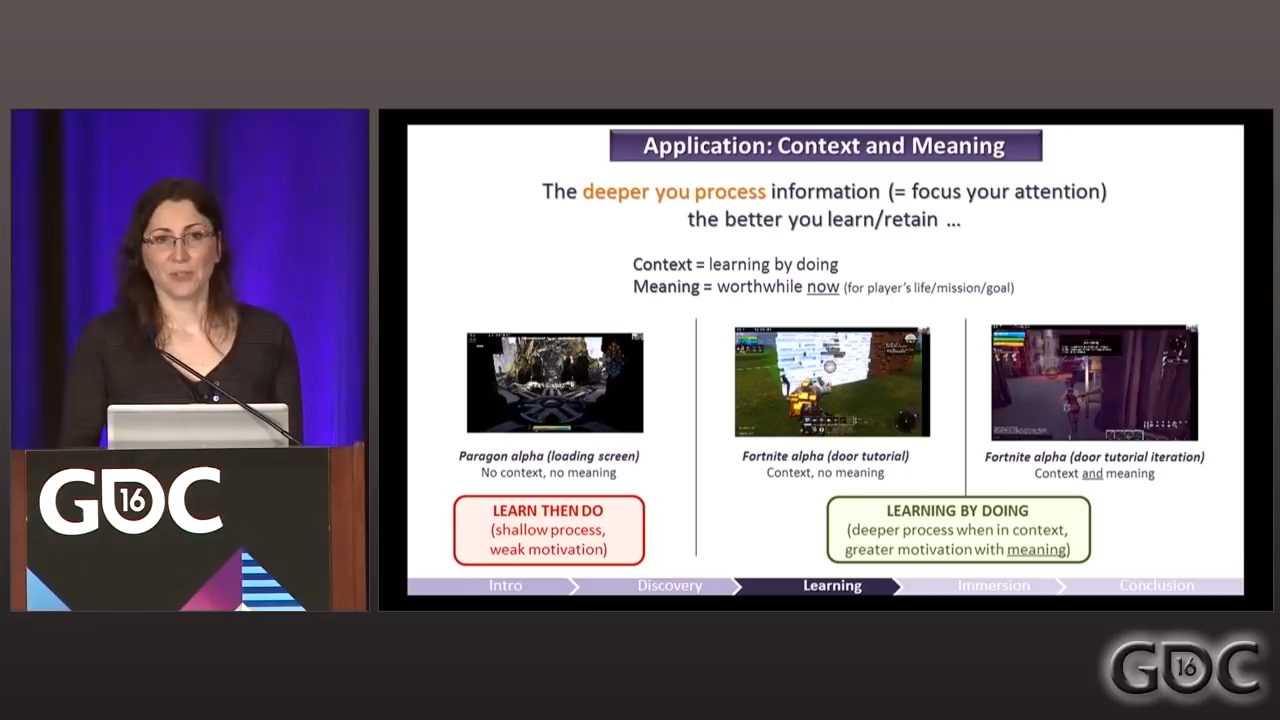 Application: Context and Meaning
The deeper you process information (= focus your attention)
the better you learn/retain ...
Context = learning by doing
Meaning = worthwhile now (for player's life/mission/goal)
Paragon alpha (loading screen)
No context, no meaning
Fortnite alpha (door tutorial)
Context, no meaning
Fortnite alpha (door tutorial iteration)
Context and meaning
LEARN THEN DO
(shallow process,
weak motivation)
LEARNING BY DOING
(deeper process when in context,
greater motivation with meaning)
Intro
Discovery
Learning
Immersion
Conclusion
GDC 16
GDC 16